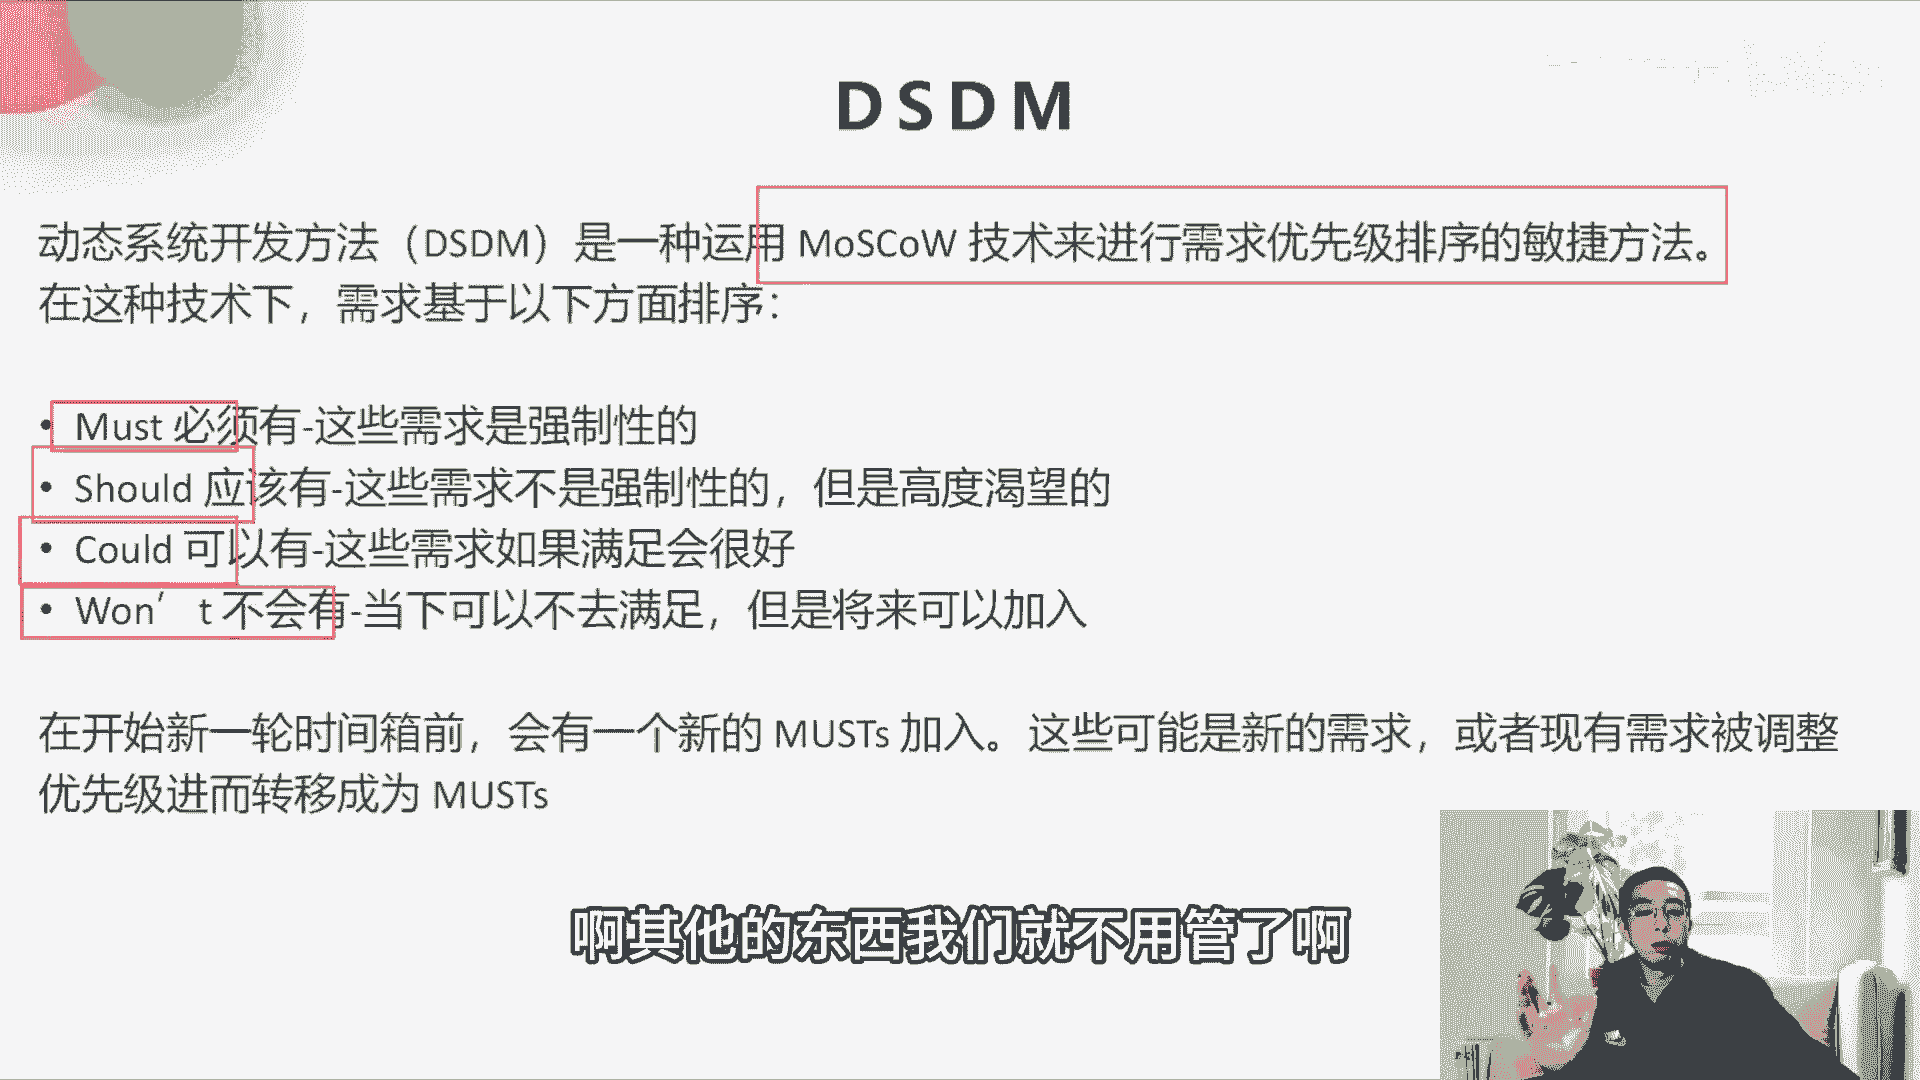 DSDM
动态系统开发方法（DSDM）是一种运用 MoSCoW 技术来进行需求优先级排序的敏捷方法。
在这种技术下，需求基于以下方面排序：
• Must 必须有-这些需求是强制性的
• Should 应该有-这些需求不是强制性的，但是高度渴望的
• Could 可以有-这些需求如果满足会很好
• Won’t 不会有-当下可以不去满足，但是将来可以加入
在开始新一轮时间箱前，会有一个新的 MUSTs 加入。这些可能是新的需求，或者现有需求被调整
优先级进而转移成为 MUSTs
啊其他的东西我们就不用管了啊